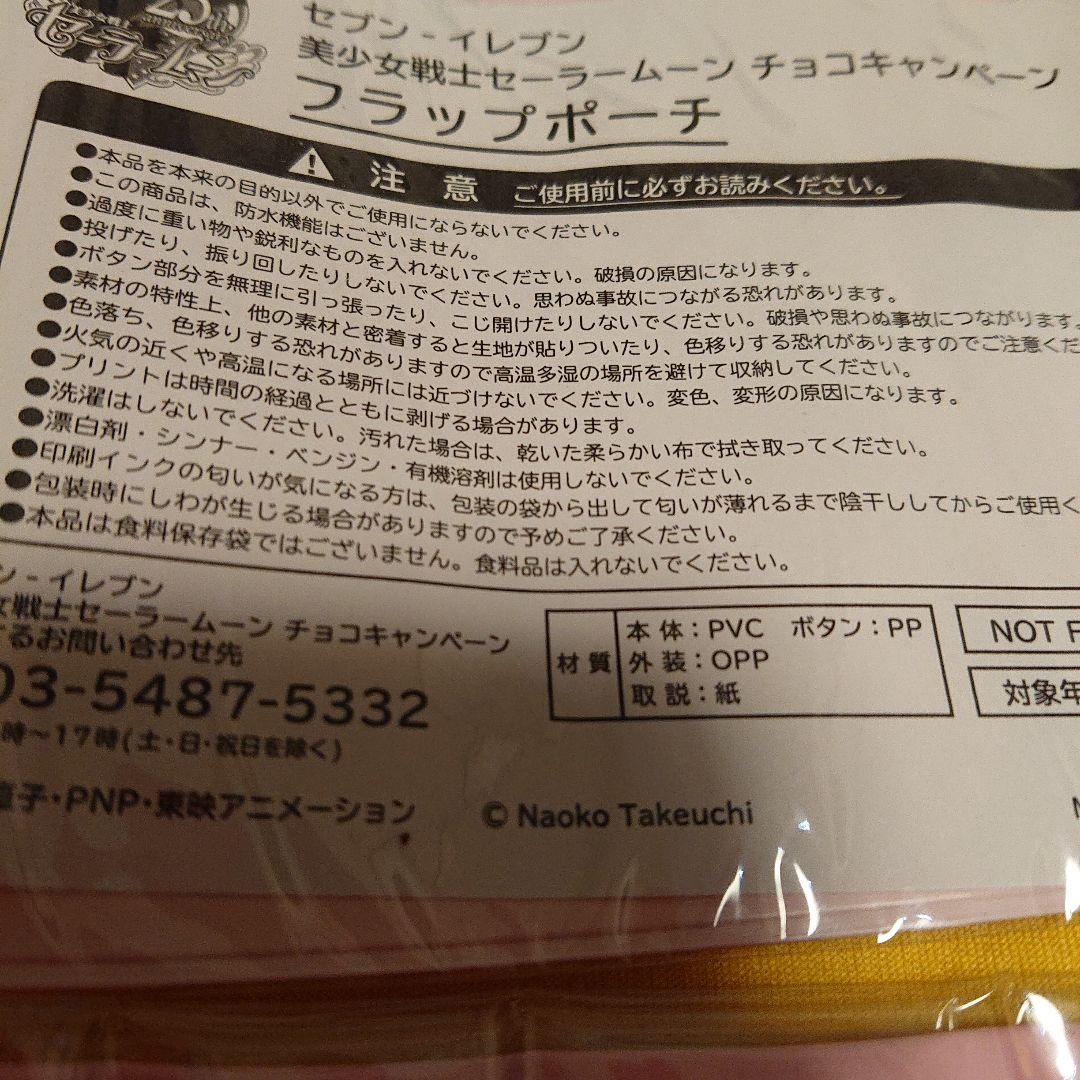 美少女戦士
セーラームーン
25th
anniversary
セブン-イレブン
美少女戦士セーラームーン チョコキャンペーン
フラップポーチ
注 意 ご使用前に必ずお読みください。
●本品を本来の目的以外でご使用にならないでください。
●この商品は、防水機能はございません。
●過度に重い物や鋭利なものを入れないでください。破損の原因になります。
●投げたり、振り回したりしないでください。思わぬ事故につながる恐れがあります。
●ボタン部分を無理に引っ張ったり、こじ開けたりしないでください。破損や思わぬ事故につながります。
●素材の特性上、他の素材と密着すると生地が貼りついたり、色移りする恐れがありますのでご注意くだ
●色落ち、色移りする恐れがありますので高温多湿の場所を避けて収納してください。
●火気の近くや高温になる場所には近づけないでください。変色、変形の原因になります。
●プリントは時間の経過とともに剥げる場合があります。
●洗濯はしないでください。汚れた場合は、乾いた柔らかい布で拭き取ってください。
●漂白剤・シンナー・ベンジン・有機溶剤は使用しないでください。
●印刷インクの匂いが気になる方は、包装の袋から出して匂いが薄れるまで陰干ししてからご使用く
●包装時にしわが生じる場合がありますので予めご了承ください。
●本品は食料保存袋ではございません。食料品は入れないでください。
ン-イレブン
女戦士セーラームーン チョコキャンペーン
するお問い合わせ先
03-5487-5332
時～17時(土・日・祝日を除く)
直子・PNP・東映アニメーション
© Naoko Takeuchi
材 質
本 体：PVC ボタン：PP
外 装：OPP
取 説：紙
NOT F
対象年